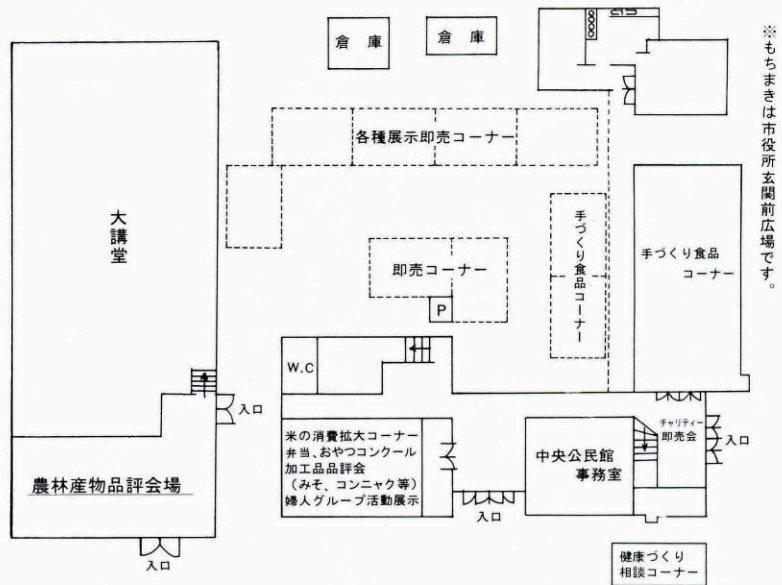 倉庫
倉庫
※もちまきは市役所玄関前広場です。
各種展示即売コーナー
大講堂
手づくり食品コーナー
手づくり食品
コーナー
即売コーナー
P
W.C
入口
米の消費拡大コーナー
弁当、おやつコンクール
加工品品評会
(みそ、コンニャク等)
婦人グループ活動展示
中央公民館
事務室
チャリティー
即売会
入口
農林産物品評会場
入口
入口
健康づくり
相談コーナー